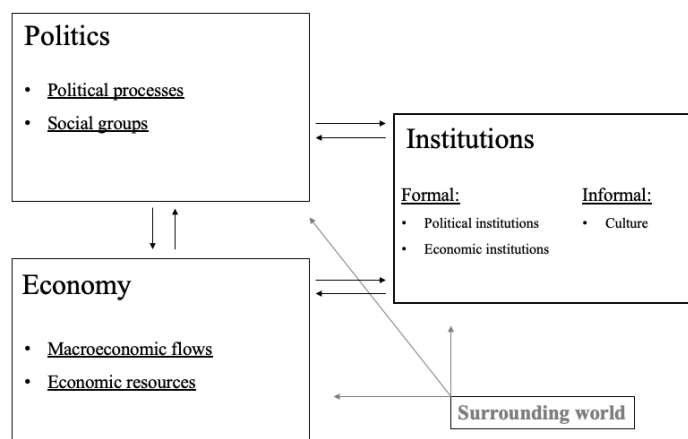 Politics
• Political processes
• Social groups
Institutions
Formal:
• Political institutions
• Economic institutions
Informal:
• Culture
Economy
• Macroeconomic flows
• Economic resources
Surrounding world